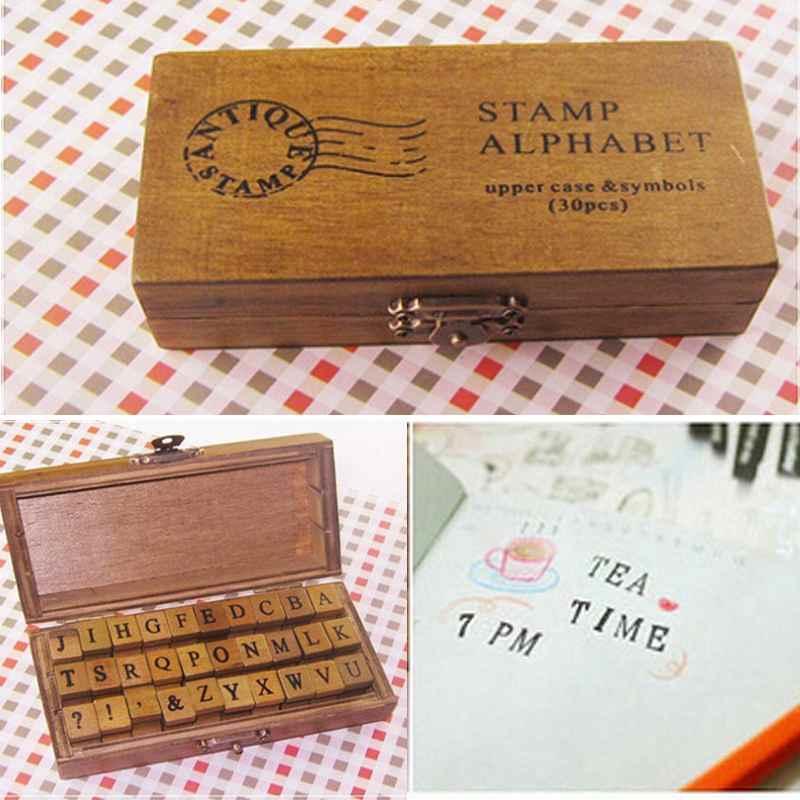 ANTIQUE
STAMP
STAMP
ALPHABET
upper case & symbols
(30pcs)
J I H G F E D C B A
T S R Q P O N M L K
? ! ' & Z Y X W V U
TEA
TIME
7 PM